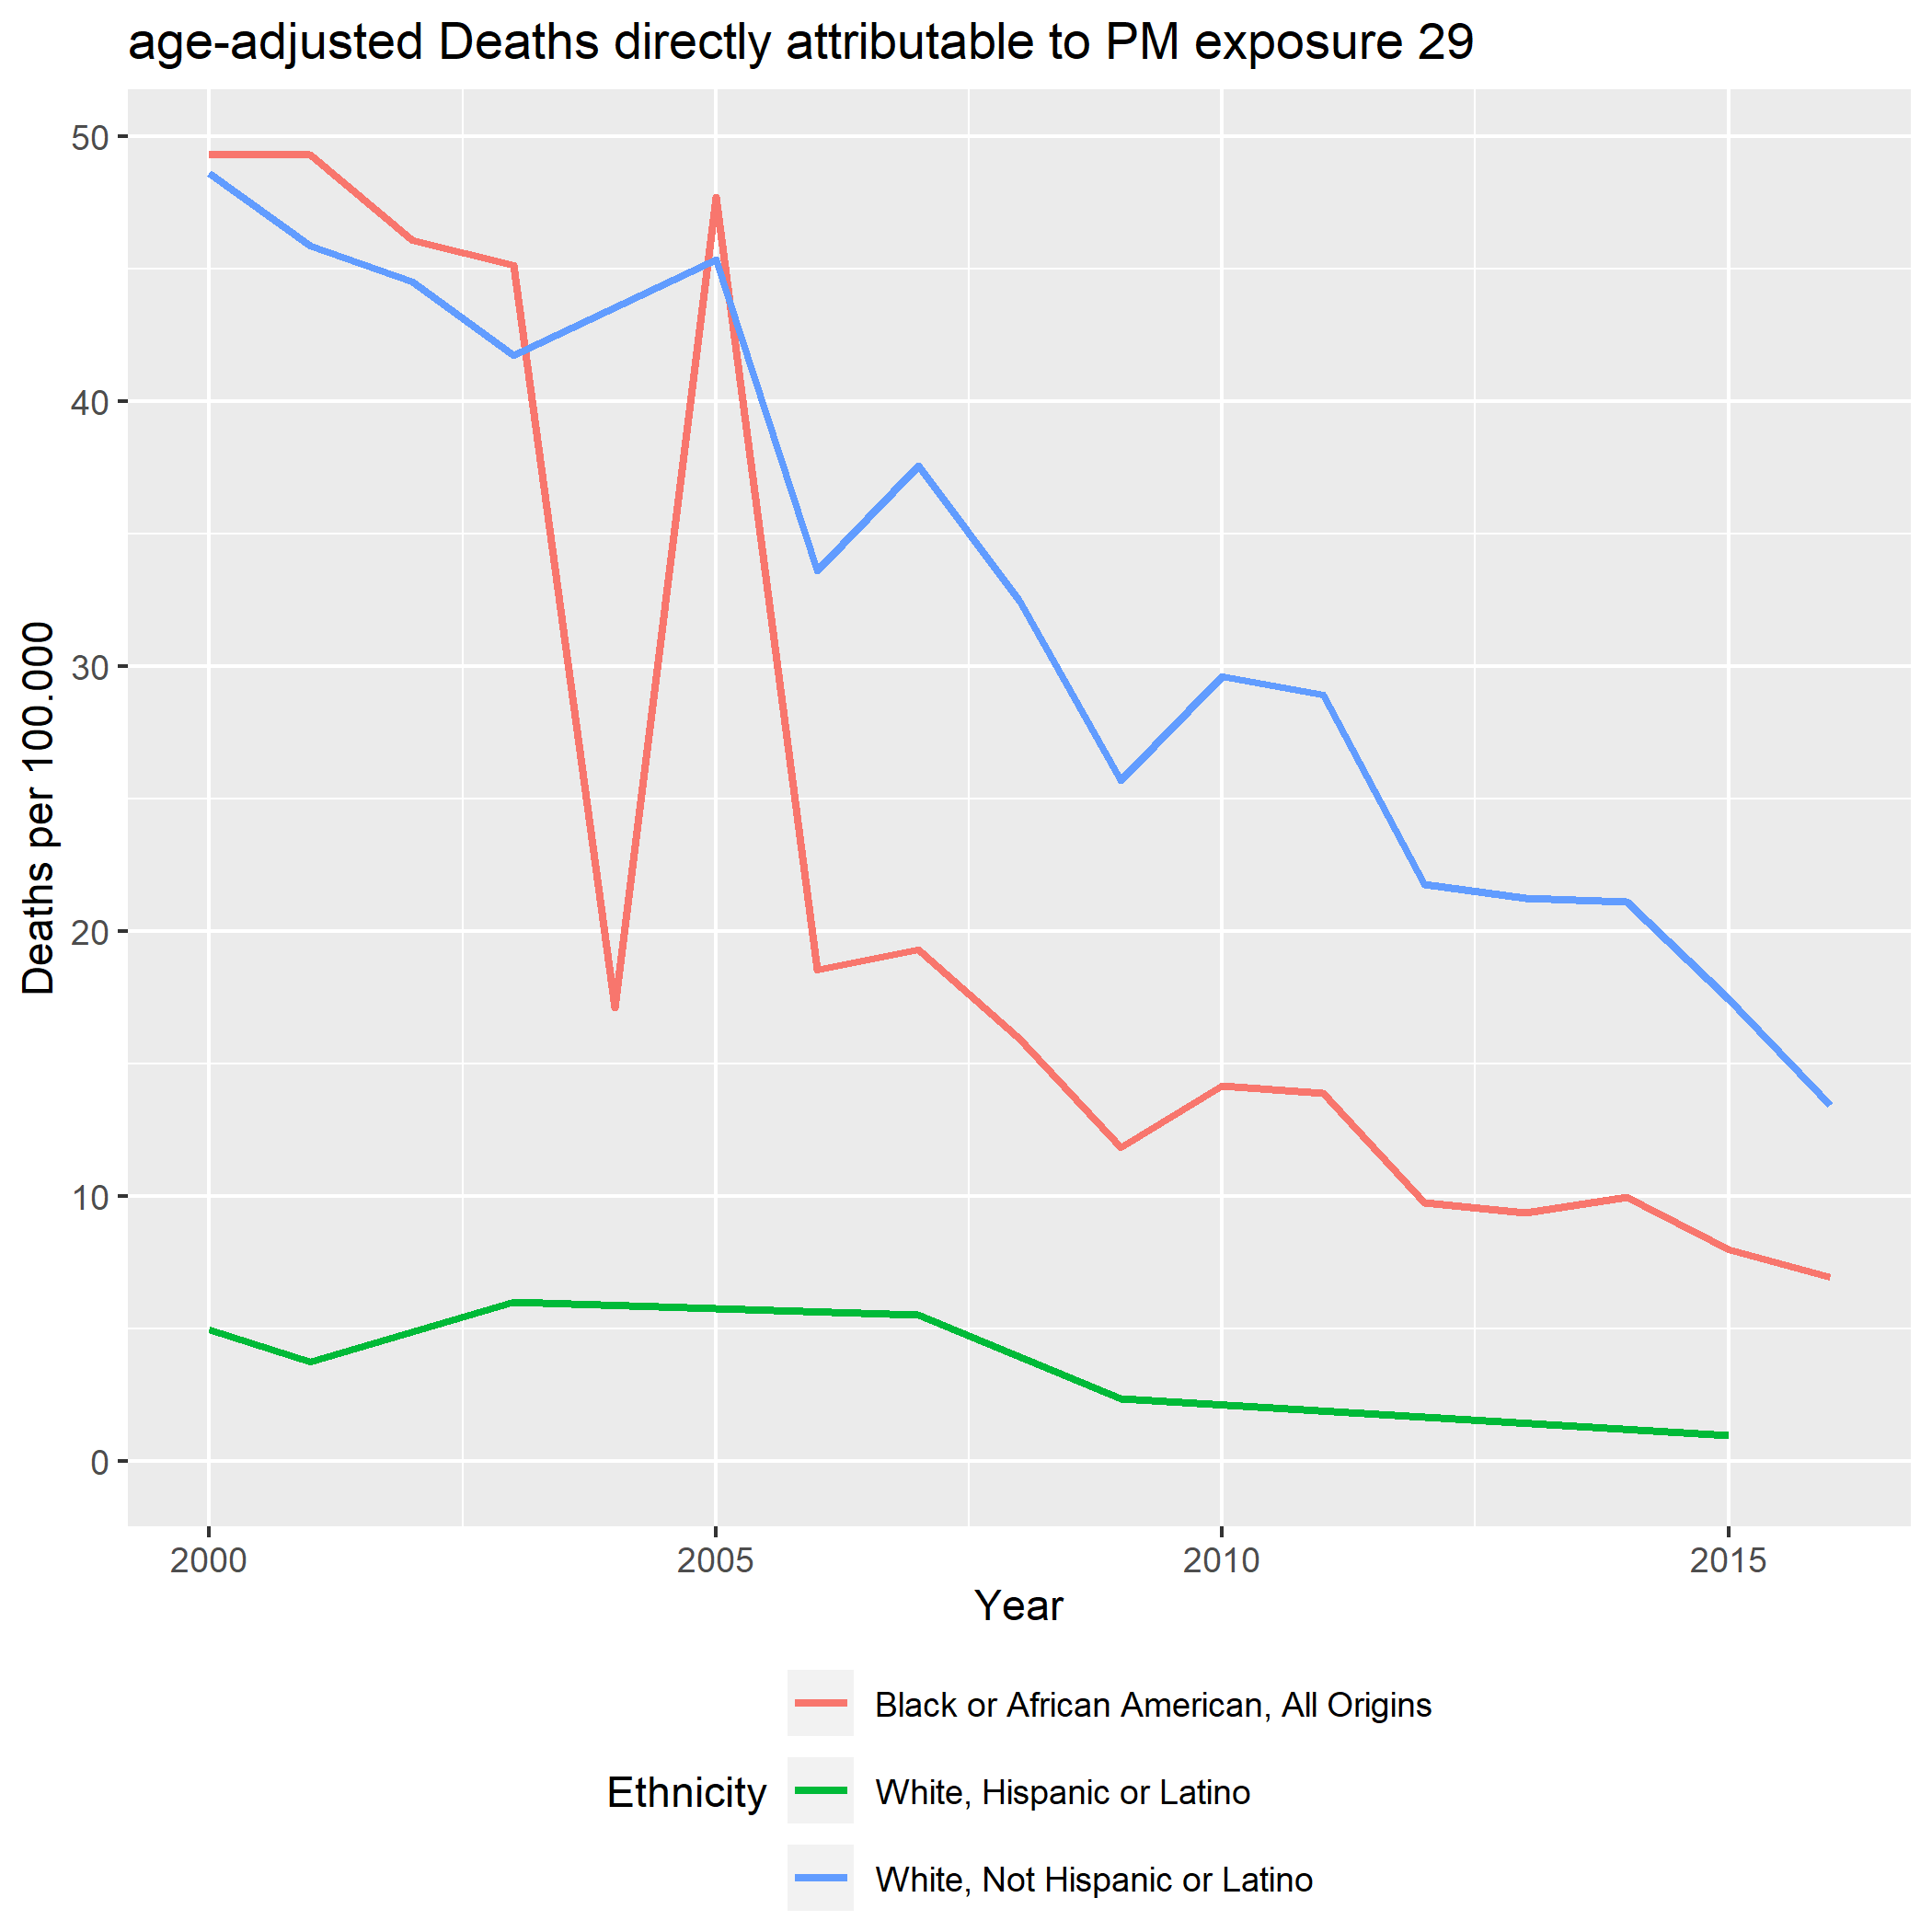 age-adjusted Deaths directly attributable to PM exposure 29
Deaths per 100.000
50
40
30
20
10
0
2000 2005 2010 2015
Year
Ethnicity
Black or African American, All Origins
White, Hispanic or Latino
White, Not Hispanic or Latino